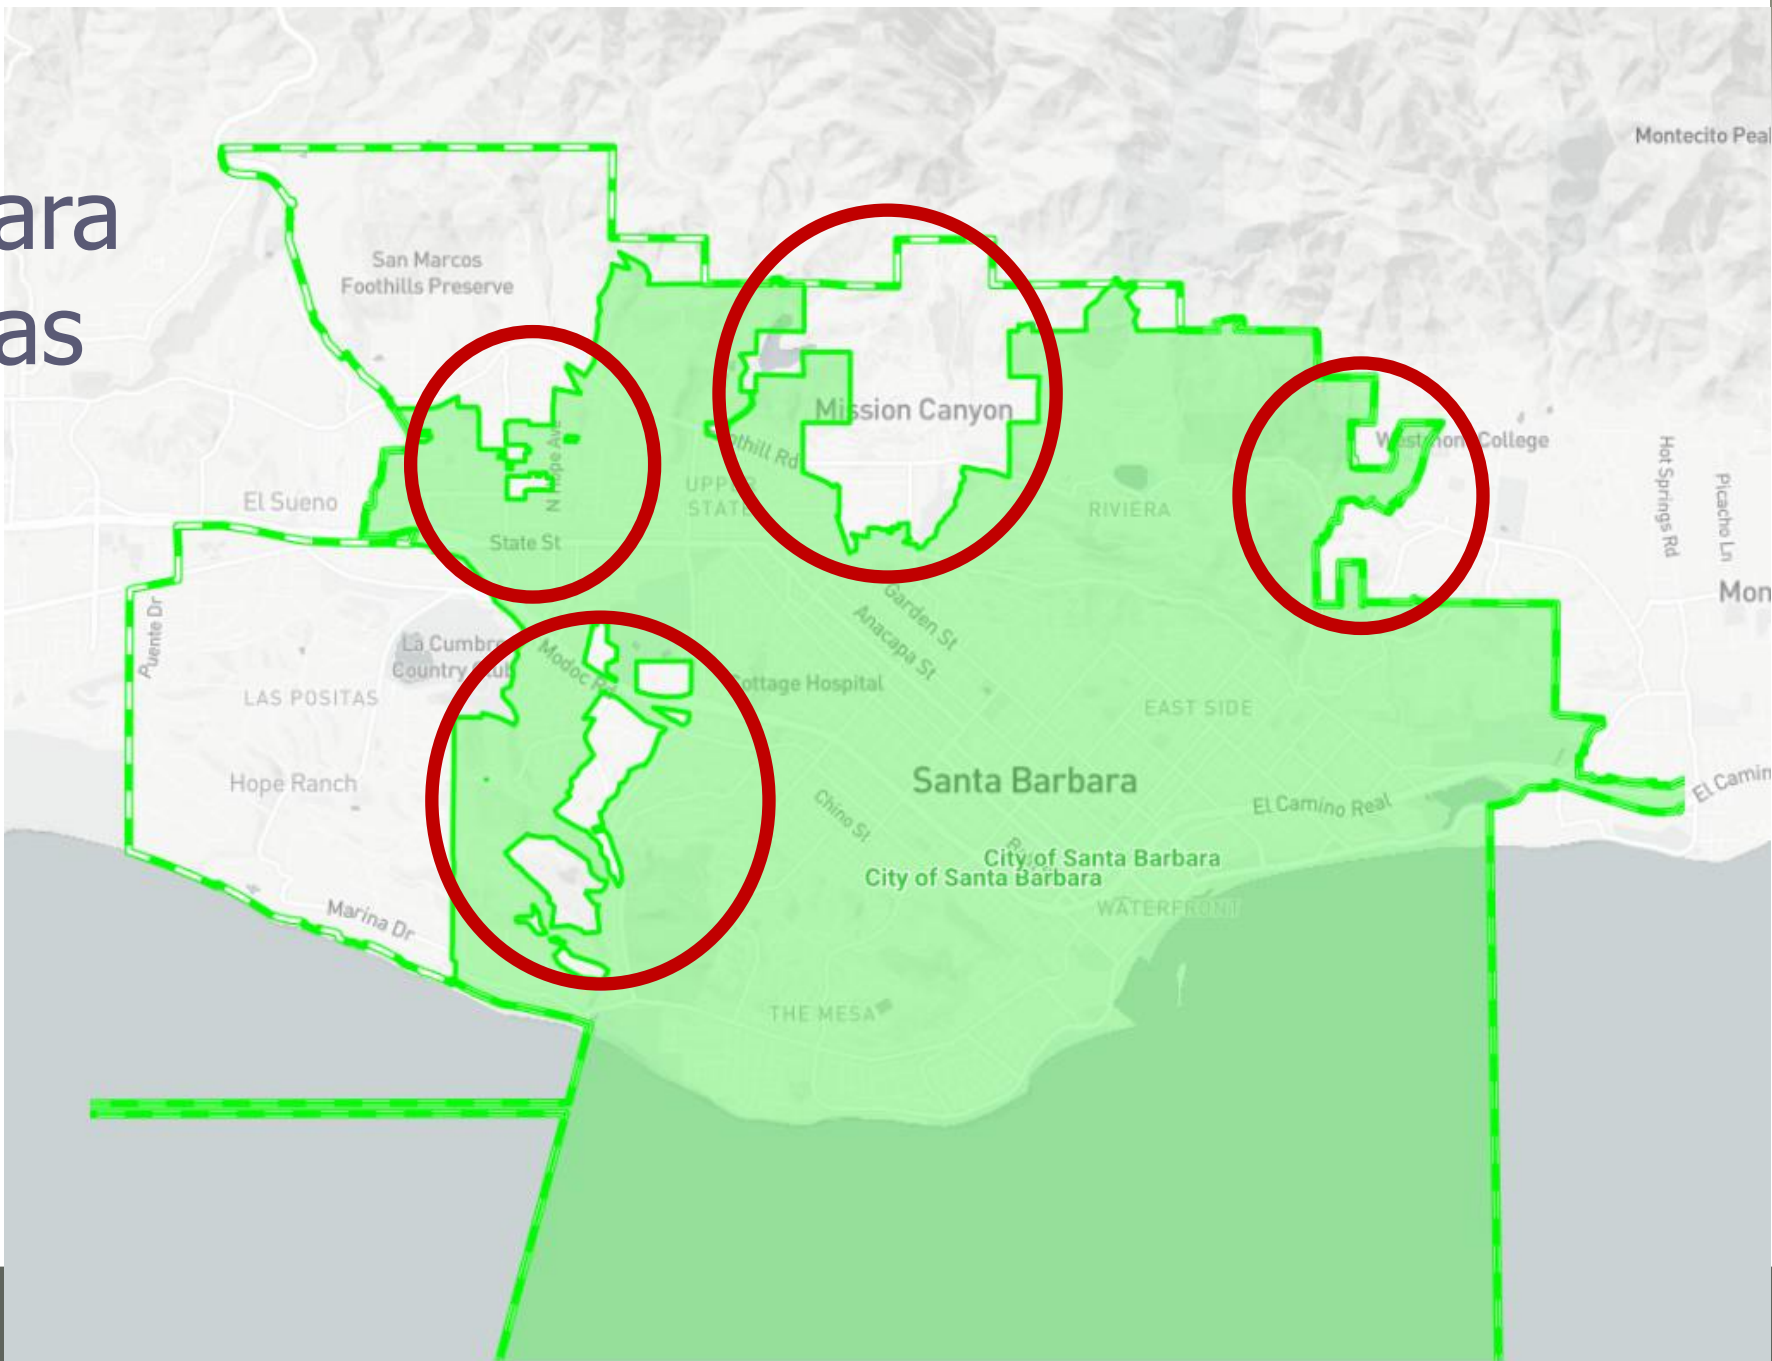 Montecito Pea
ara
as
San Marcos
Foothills Preserve
Mission Canyon
Westmont College
Foothill Rd
N Hope Ave
UPPER
STATE
El Sueno
RIVIERA
Hot Springs Rd
Picacho Ln
State St
Mon
Puente Dr
Garden St
Anacapa St
La Cumbre
Country Club
Modoc Rd
Cottage Hospital
LAS POSITAS
EAST SIDE
Hope Ranch
Santa Barbara
El Camin
El Camino Real
Chino St
City of Santa Barbara
City of Santa Barbara
WATERFRONT
Marina Dr
THE MESA